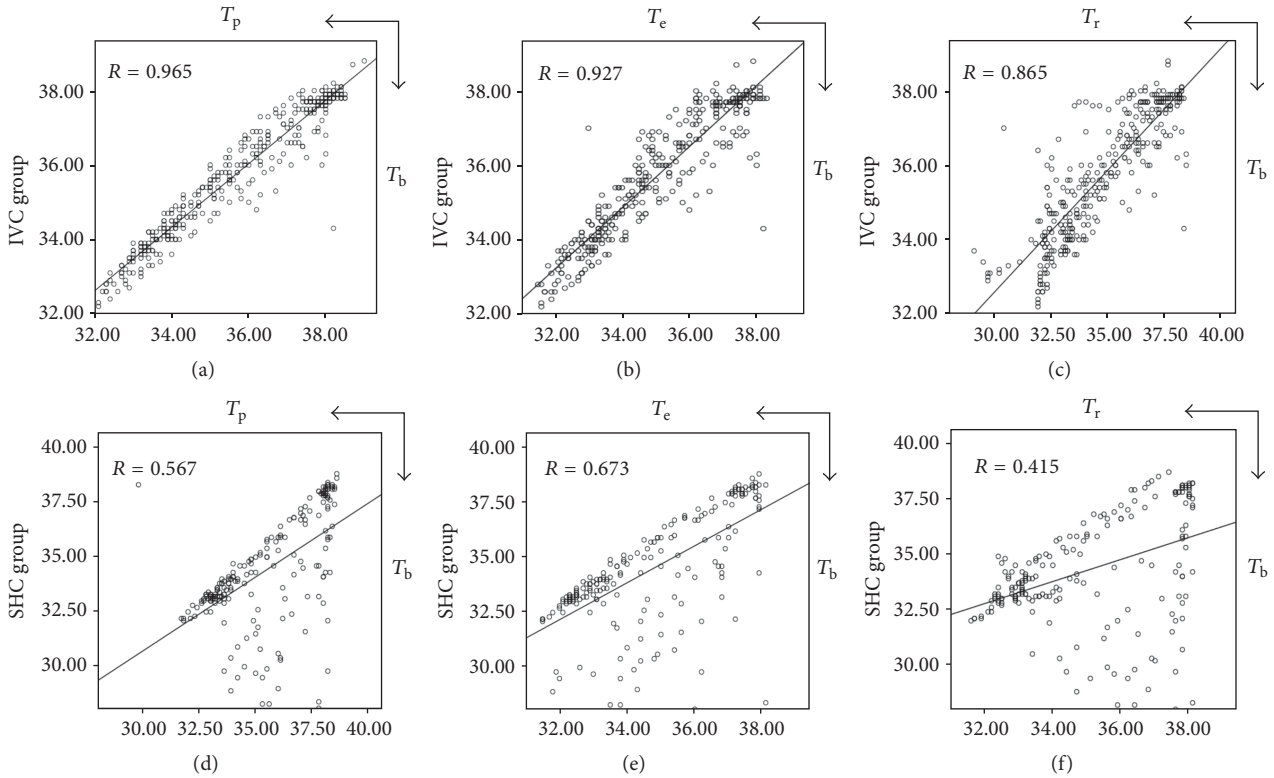 Tp
Te
Tr
R = 0.965
R = 0.927
R = 0.865
38.00
36.00
34.00
32.00
IVC group
Tb
32.00 34.00 36.00 38.00
(a)
38.00
36.00
34.00
32.00
IVC group
Tb
32.00 34.00 36.00 38.00
(b)
38.00
36.00
34.00
32.00
IVC group
Tb
30.00 32.50 35.00 37.50 40.00
(c)
Tp
Te
Tr
R = 0.567
R = 0.673
R = 0.415
40.00
37.50
35.00
32.50
30.00
SHC group
Tb
30.00 32.50 35.00 37.50 40.00
(d)
40.00
37.50
35.00
32.50
30.00
SHC group
Tb
32.00 34.00 36.00 38.00
(e)
40.00
38.00
36.00
34.00
32.00
30.00
SHC group
Tb
32.00 34.00 36.00 38.00
(f)